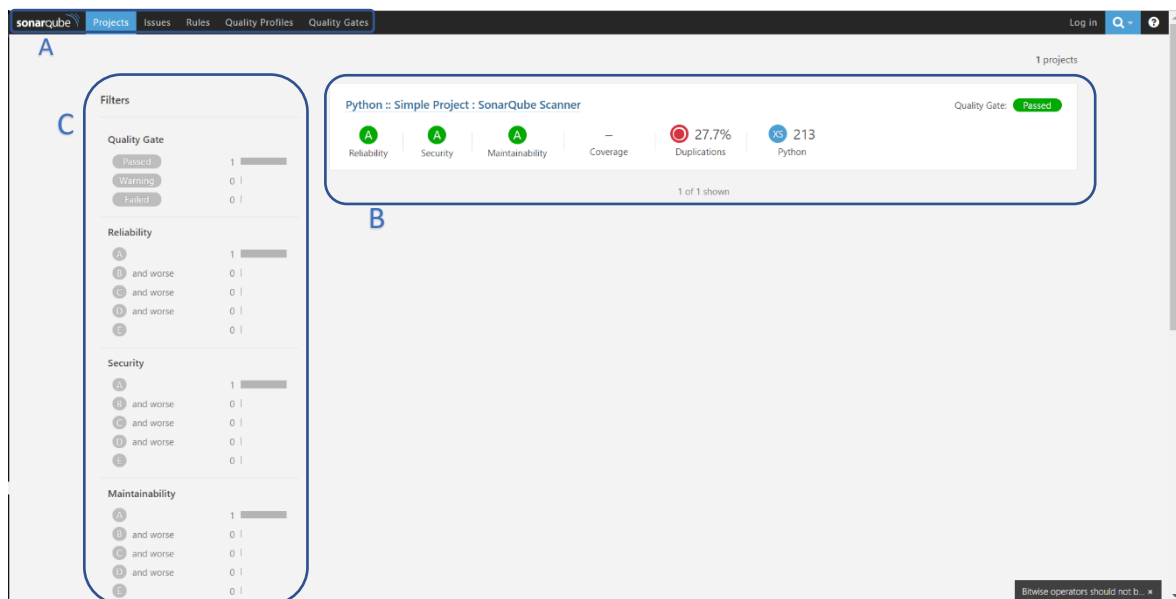 sonarqube Projects Issues Rules Quality Profiles Quality Gates Log in ?
A
1 projects
C
Filters
Quality Gate
Passed 1
Warning 0
Failed 0
Reliability
A 1
B and worse 0
C and worse 0
D and worse 0
E 0
Security
A 1
B and worse 0
C and worse 0
D and worse 0
E 0
Maintainability
A 1
B and worse 0
C and worse 0
D and worse 0
E 0
Python :: Simple Project : SonarQube Scanner Quality Gate: Passed
A A A – 27.7% XS 213
Reliability Security Maintainability Coverage Duplications Python
1 of 1 shown
B
Bitwise operators should not b... ×